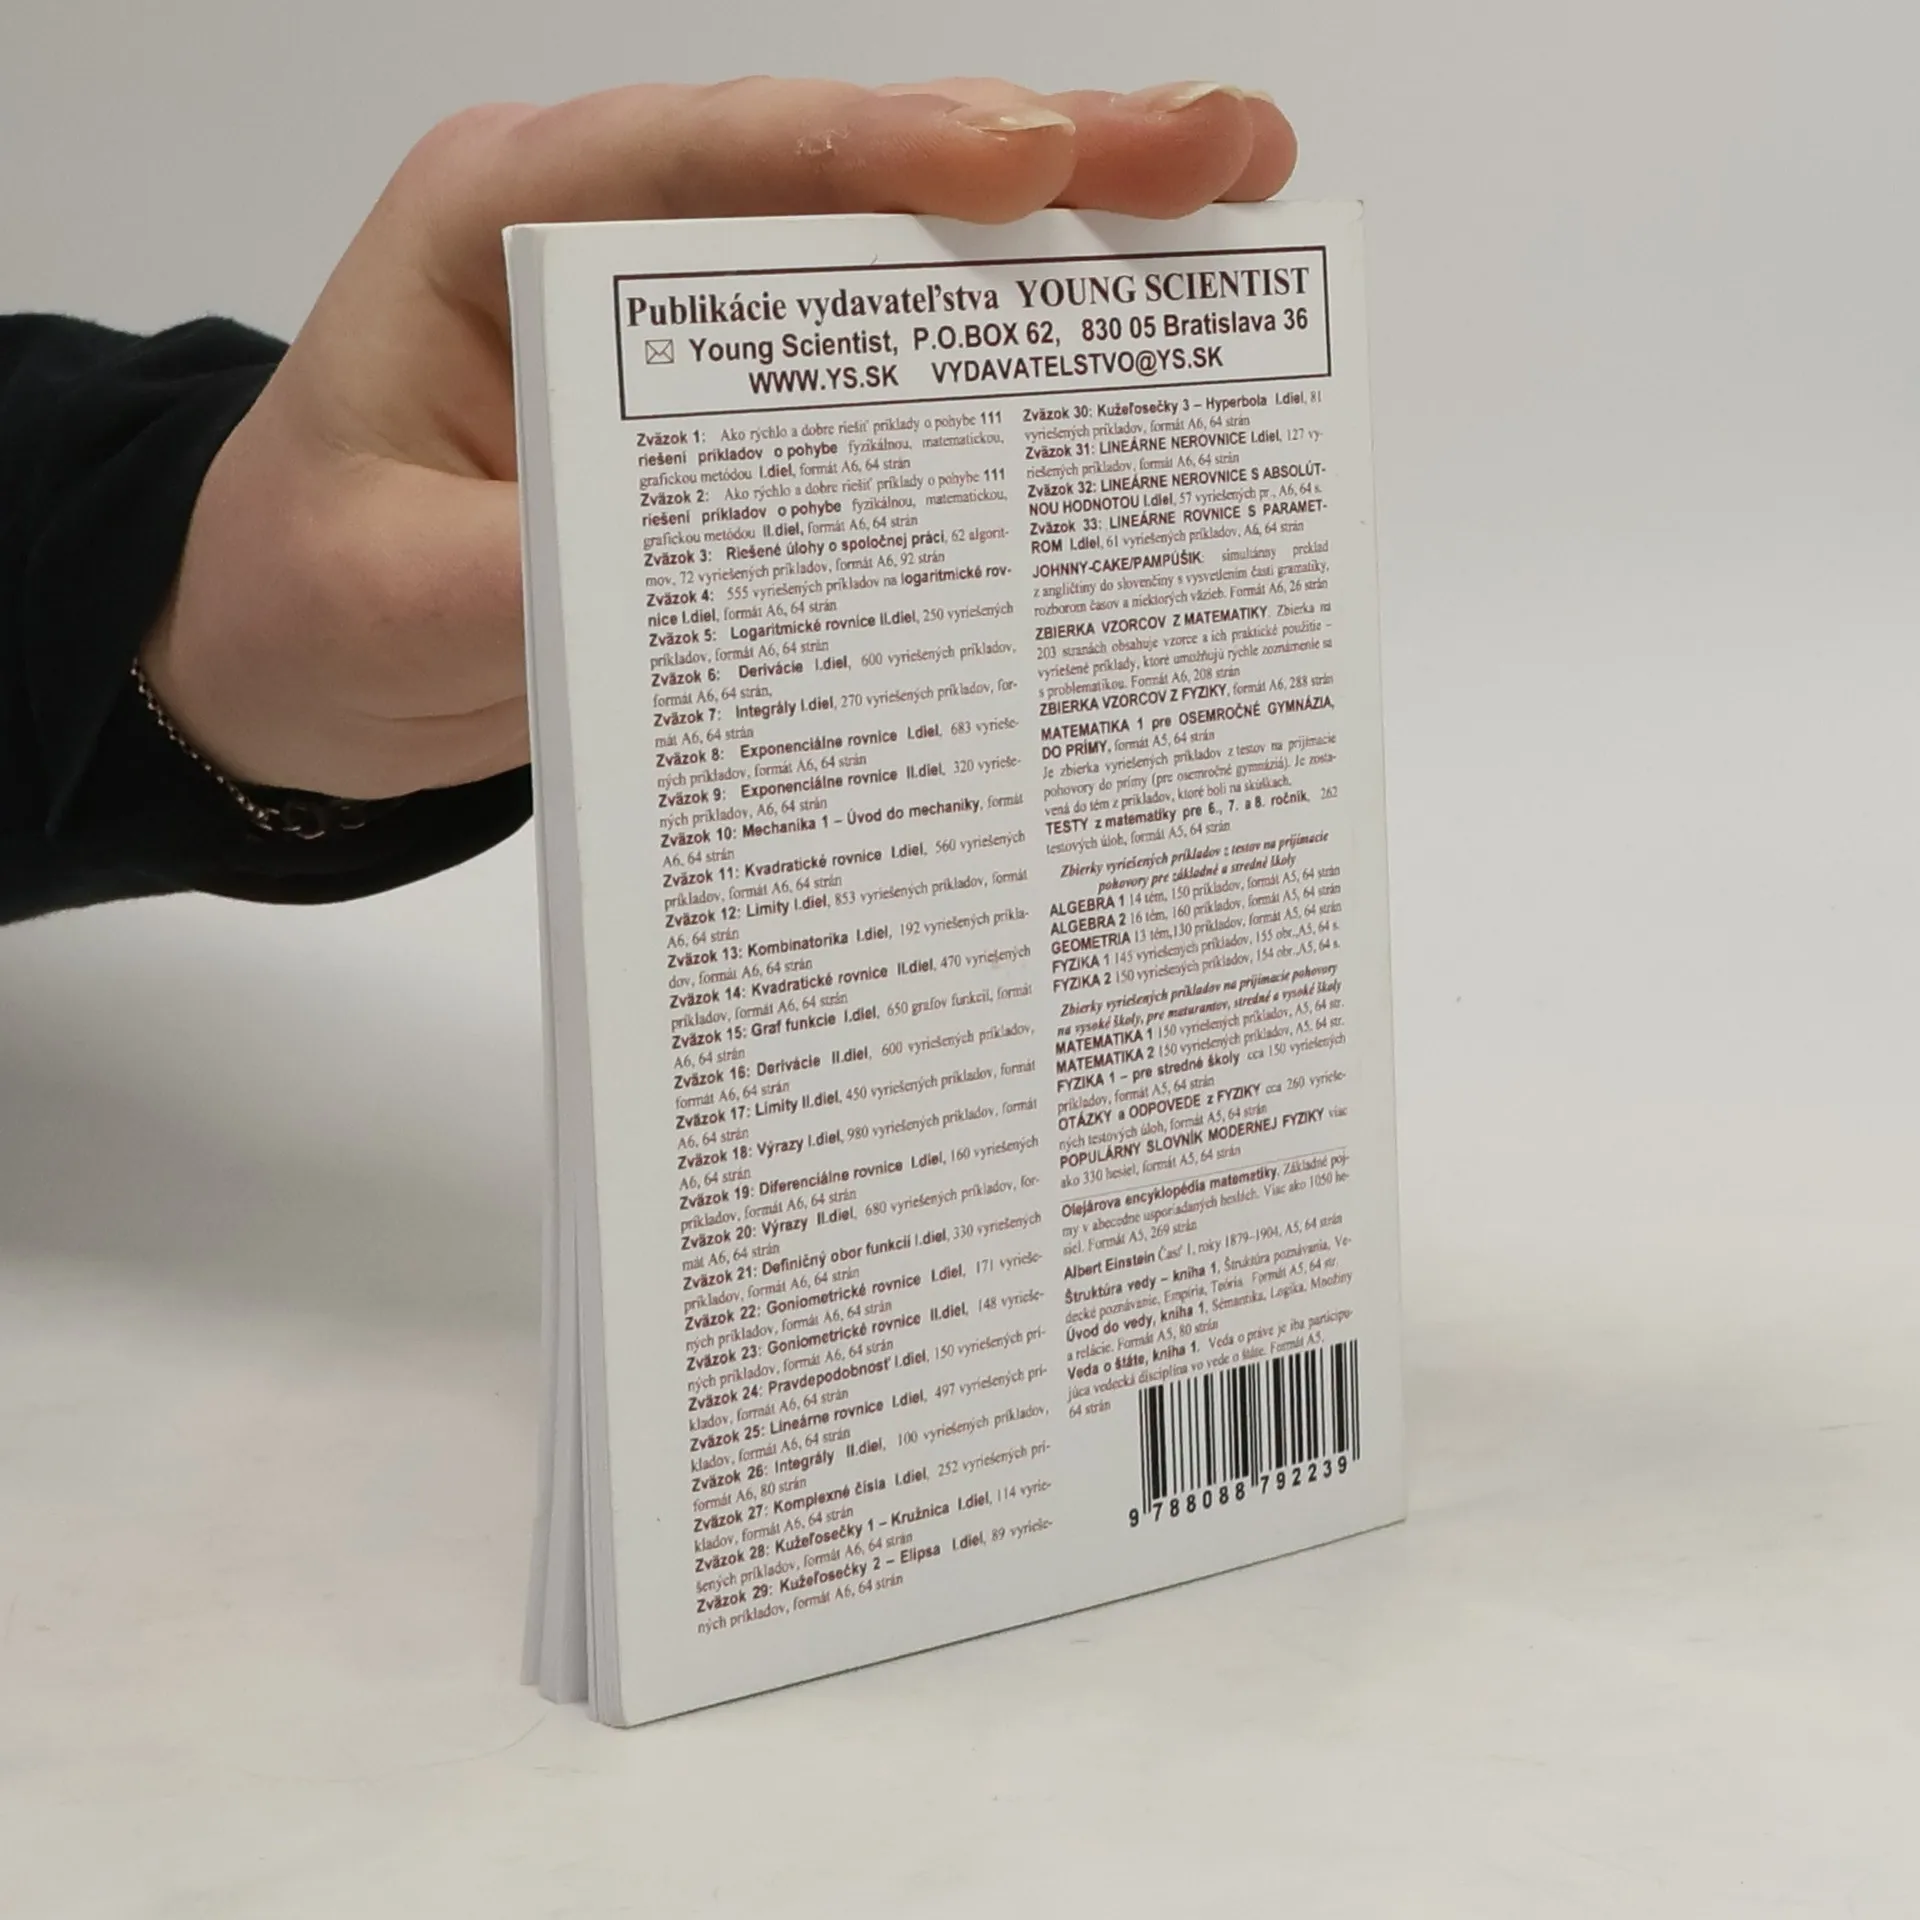 Publikácie vydavateľstva YOUNG SCIENTIST
Young Scientist, P.O.BOX 62, 830 05 Bratislava 36
WWW.YS.SK VYDAVATELSTVO@YS.SK
Zväzok 1: Ako rýchlo a dobre riešiť príklady o pohybe 111
riešení príkladov o pohybe fyzikálnou, matematickou,
grafickou metódou I.diel, formát A6, 64 strán
Zväzok 2: Ako rýchlo a dobre riešiť príklady o pohybe 111
riešení príkladov o pohybe fyzikálnou, matematickou,
grafickou metódou II.diel, formát A6, 64 strán
Zväzok 3: Riešené úlohy o spoločnej práci, 62 algorit-
mov, 72 vyriešených príkladov, formát A6, 92 strán
Zväzok 4: 555 vyriešených príkladov na logaritmické rov-
nice I.diel, formát A6, 64 strán
Zväzok 5: Logaritmické rovnice II.diel, 250 vyriešených
príkladov, formát A6, 64 strán
Zväzok 6: Derivácie I.diel, 600 vyriešených príkladov,
formát A6, 64 strán,
Zväzok 7: Integrály I.diel, 270 vyriešených príkladov, for-
mát A6, 64 strán
Zväzok 8: Exponenciálne rovnice I.diel, 683 vyrieše-
ných príkladov, formát A6, 64 strán
Zväzok 9: Exponenciálne rovnice II.diel, 320 vyrieše-
ných príkladov, A6, 64 strán
Zväzok 10: Mechanika 1 – Úvod do mechaniky, formát
A6, 64 strán
Zväzok 11: Kvadratické rovnice I.diel, 560 vyriešených
príkladov, formát A6, 64 strán
Zväzok 12: Limity I.diel, 853 vyriešených príkladov, formát
A6, 64 strán
Zväzok 13: Kombinatorika I.diel, 192 vyriešených príkla-
dov, formát A6, 64 strán
Zväzok 14: Kvadratické rovnice II.diel, 470 vyriešených
príkladov, formát A6, 64 strán
Zväzok 15: Graf funkcie I.diel, 650 grafov funkcií, formát
A6, 64 strán
Zväzok 16: Derivácie II.diel, 600 vyriešených príkladov,
formát A6, 64 strán
Zväzok 17: Limity II.diel, 450 vyriešených príkladov, formát
A6, 64 strán
Zväzok 18: Výrazy I.diel, 980 vyriešených príkladov, formát
A6, 64 strán
Zväzok 19: Diferenciálne rovnice I.diel, 160 vyriešených
príkladov, formát A6, 64 strán
Zväzok 20: Výrazy II.diel, 680 vyriešených príkladov, for-
mát A6, 64 strán
Zväzok 21: Definičný obor funkcií I.diel, 330 vyriešených
príkladov, formát A6, 64 strán
Zväzok 22: Goniometrické rovnice I.diel, 171 vyrieše-
ných príkladov, formát A6, 64 strán
Zväzok 23: Goniometrické rovnice II.diel, 148 vyrieše-
ných príkladov, formát A6, 64 strán
Zväzok 24: Pravdepodobnosť I.diel, 150 vyriešených prí-
kladov, formát A6, 64 strán
Zväzok 25: Lineárne rovnice I.diel, 497 vyriešených prí-
kladov, formát A6, 64 strán
Zväzok 26: Integrály II.diel, 100 vyriešených príkladov,
formát A6, 80 strán
Zväzok 27: Komplexné čísla I.diel, 252 vyriešených prí-
kladov, formát A6, 64 strán
Zväzok 28: Kužeľosečky 1 – Kružnica I.diel, 114 vyrie-
šených príkladov, formát A6, 64 strán
Zväzok 29: Kužeľosečky 2 – Elipsa I.diel, 89 vyrieše-
ných príkladov, formát A6, 64 strán
Zväzok 30: Kužeľosečky 3 – Hyperbola I.diel, 81
vyriešených príkladov, formát A6, 64 strán
Zväzok 31: LINEÁRNE NEROVNICE I.diel, 127 vy-
riešených príkladov, formát A6, 64 strán
Zväzok 32: LINEÁRNE NEROVNICE S ABSOLÚT-
NOU HODNOTOU I.diel, 57 vyriešených pr., A6, 64 s.
Zväzok 33: LINEÁRNE ROVNICE S PARAMET-
ROM I.diel, 61 vyriešených príkladov, A6, 64 strán
JOHNNY-CAKE/PAMPÚŠIK: simultánny preklad
z angličtiny do slovenčiny s vysvetlením častí gramatiky,
rozborom časov a niektorých väzieb. Formát A6, 26 strán
ZBIERKA VZORCOV Z MATEMATIKY. Zbierka na
203 stranách obsahuje vzorce a ich praktické použitie –
vyriešené príklady, ktoré umožňujú rýchle zoznámenie sa
s problematikou. Formát A6, 208 strán
ZBIERKA VZORCOV Z FYZIKY, formát A6, 288 strán
MATEMATIKA 1 pre OSEMROČNÉ GYMNÁZIA,
DO PRÍMY, formát A5, 64 strán
Je zbierka vyriešených príkladov z testov na prijímacie
pohovory do prímy (pre osemročné gymnáziá). Je zosta-
vená do tém z príkladov, ktoré boli na skúškach.
TESTY z matematiky pre 6., 7. a 8. ročník, 262
testových úloh, formát A5, 64 strán
Zbierky vyriešených príkladov z testov na prijímacie
pohovory pre základné a stredné školy
ALGEBRA 1 14 tém, 150 príkladov, formát A5, 64 strán
ALGEBRA 2 16 tém, 160 príkladov, formát A5, 64 strán
GEOMETRIA 13 tém, 130 príkladov, formát A5, 64 strán
FYZIKA 1 145 vyriešených príkladov, 155 obr., A5, 64 s.
FYZIKA 2 150 vyriešených príkladov, 154 obr., A5, 64 s.
Zbierky vyriešených príkladov na prijímacie pohovory
na vysoké školy, pre maturantov, stredné a vysoké školy
MATEMATIKA 1 150 vyriešených príkladov, A5, 64 str.
MATEMATIKA 2 150 vyriešených príkladov, A5, 64 str.
FYZIKA 1 – pre stredné školy cca 150 vyriešených
príkladov, formát A5, 64 strán
OTÁZKY a ODPOVEDE z FYZIKY cca 260 vyrieše-
ných testových úloh, formát A5, 64 strán
POPULÁRNY SLOVNÍK MODERNEJ FYZIKY viac
ako 330 hesiel, formát A5, 64 strán
Olejárova encyklopédia matematiky. Základné poj-
my v abecedne usporiadaných heslách. Viac ako 1050 he-
siel. Formát A5, 269 strán
Albert Einstein Časť 1, roky 1879-1904, A5, 64 strán
Štruktúra vedy – kniha 1, Štruktúra poznávania, Ve-
decké poznávanie, Empíria, Teória. Formát A5, 64 str.
Úvod do vedy, kniha 1, Sémantika, Logika, Množiny
a relácie. Formát A5, 80 strán
Veda o štáte, kniha 1. Veda o práve je iba participu-
júca vedecká disciplína vo vede o štáte. Formát A5,
64 strán
9 788088 792239